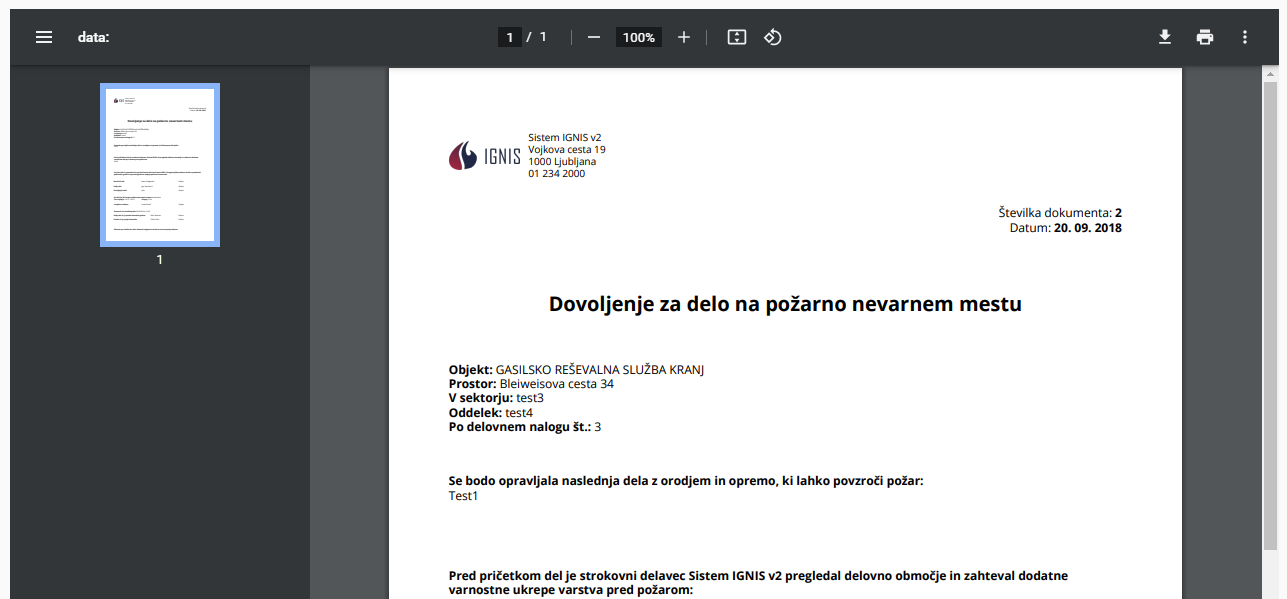 data:
1 / 1
100%
1
IGNIS
Sistem IGNIS v2
Vojkova cesta 19
1000 Ljubljana
01 234 2000
Številka dokumenta: 2
Datum: 20. 09. 2018
Dovoljenje za delo na požarno nevarnem mestu
Objekt: GASILSKO REŠEVALNA SLUŽBA KRANJ
Prostor: Bleiweisova cesta 34
V sektorju: test3
Oddelek: test4
Po delovnem nalogu št.: 3
Se bodo opravljala naslednja dela z orodjem in opremo, ki lahko povzroči požar:
Test1
Pred pričetkom del je strokovni delavec Sistem IGNIS v2 pregledal delovno območje in zahteval dodatne
varnostne ukrepe varstva pred požarom: